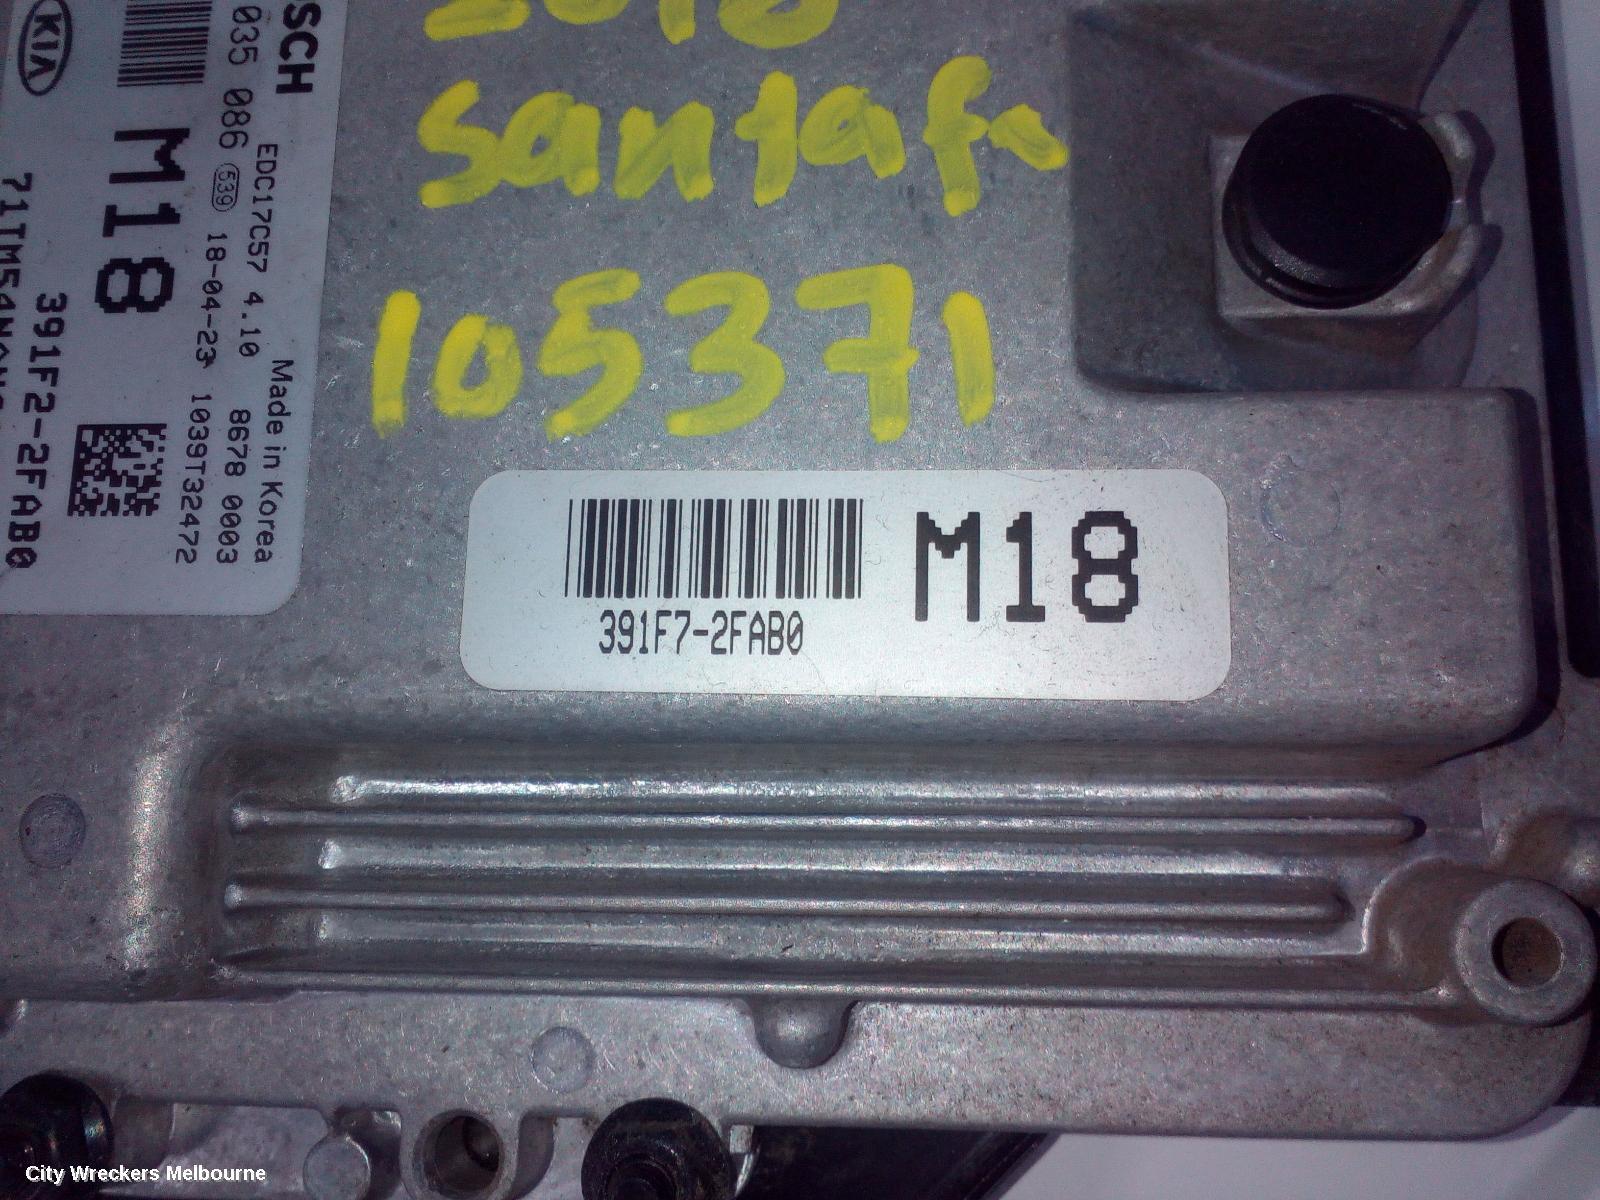 2018
santafe
105371
391F7-2FAB0
M18
KIA
M18
391F2-2FAB0
035 086 539 18-04-23 1039T32472
EDC17C57 4.10 8678 0003
Made in Korea
City Wreckers Melbourne